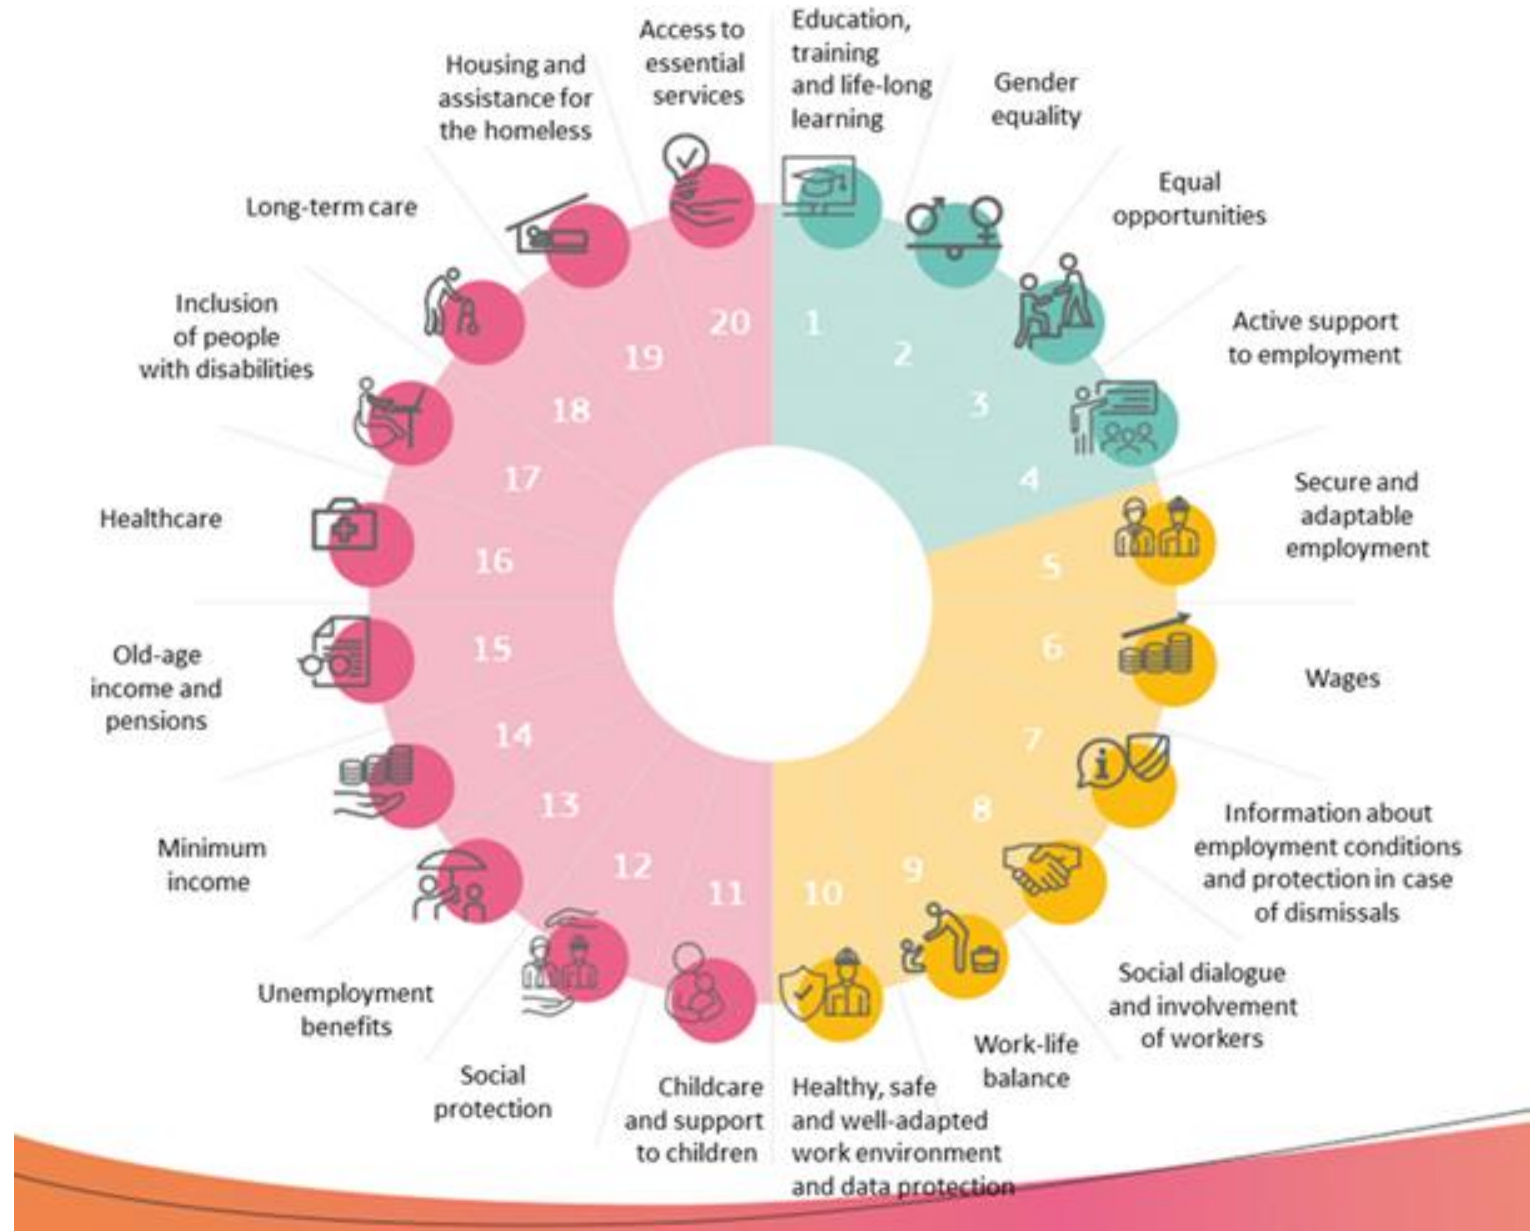 Education,
training
and life-long
learning
Gender
equality
Equal
opportunities
Active support
to employment
Secure and
adaptable
employment
Wages
Information about
employment conditions
and protection in case
of dismissals
Social dialogue
and involvement
of workers
Work-life
balance
Healthy, safe
and well-adapted
work environment
and data protection
Childcare
and support
to children
Social
protection
Unemployment
benefits
Minimum
income
Old-age
income and
pensions
Healthcare
Inclusion
of people
with disabilities
Long-term care
Housing and
assistance for
the homeless
Access to
essential
services
1
2
3
4
5
6
7
8
9
10
11
12
13
14
15
16
17
18
19
20
i